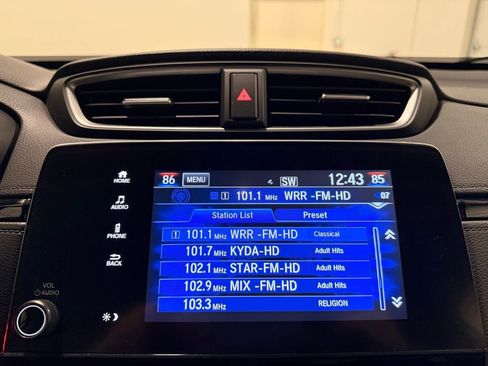 86 MENU SW 12:43 85
1 101.1 MHz WRR -FM-HD 07
Station List Preset
1 101.1 MHz WRR -FM-HD Classical
101.7 MHz KYDA-HD Adult Hits
102.1 MHz STAR-FM-HD Adult Hits
102.9 MHz MIX -FM-HD Adult Hits
103.3 MHz RELIGION
HOME
AUDIO
PHONE
BACK
VOL
AUDIO